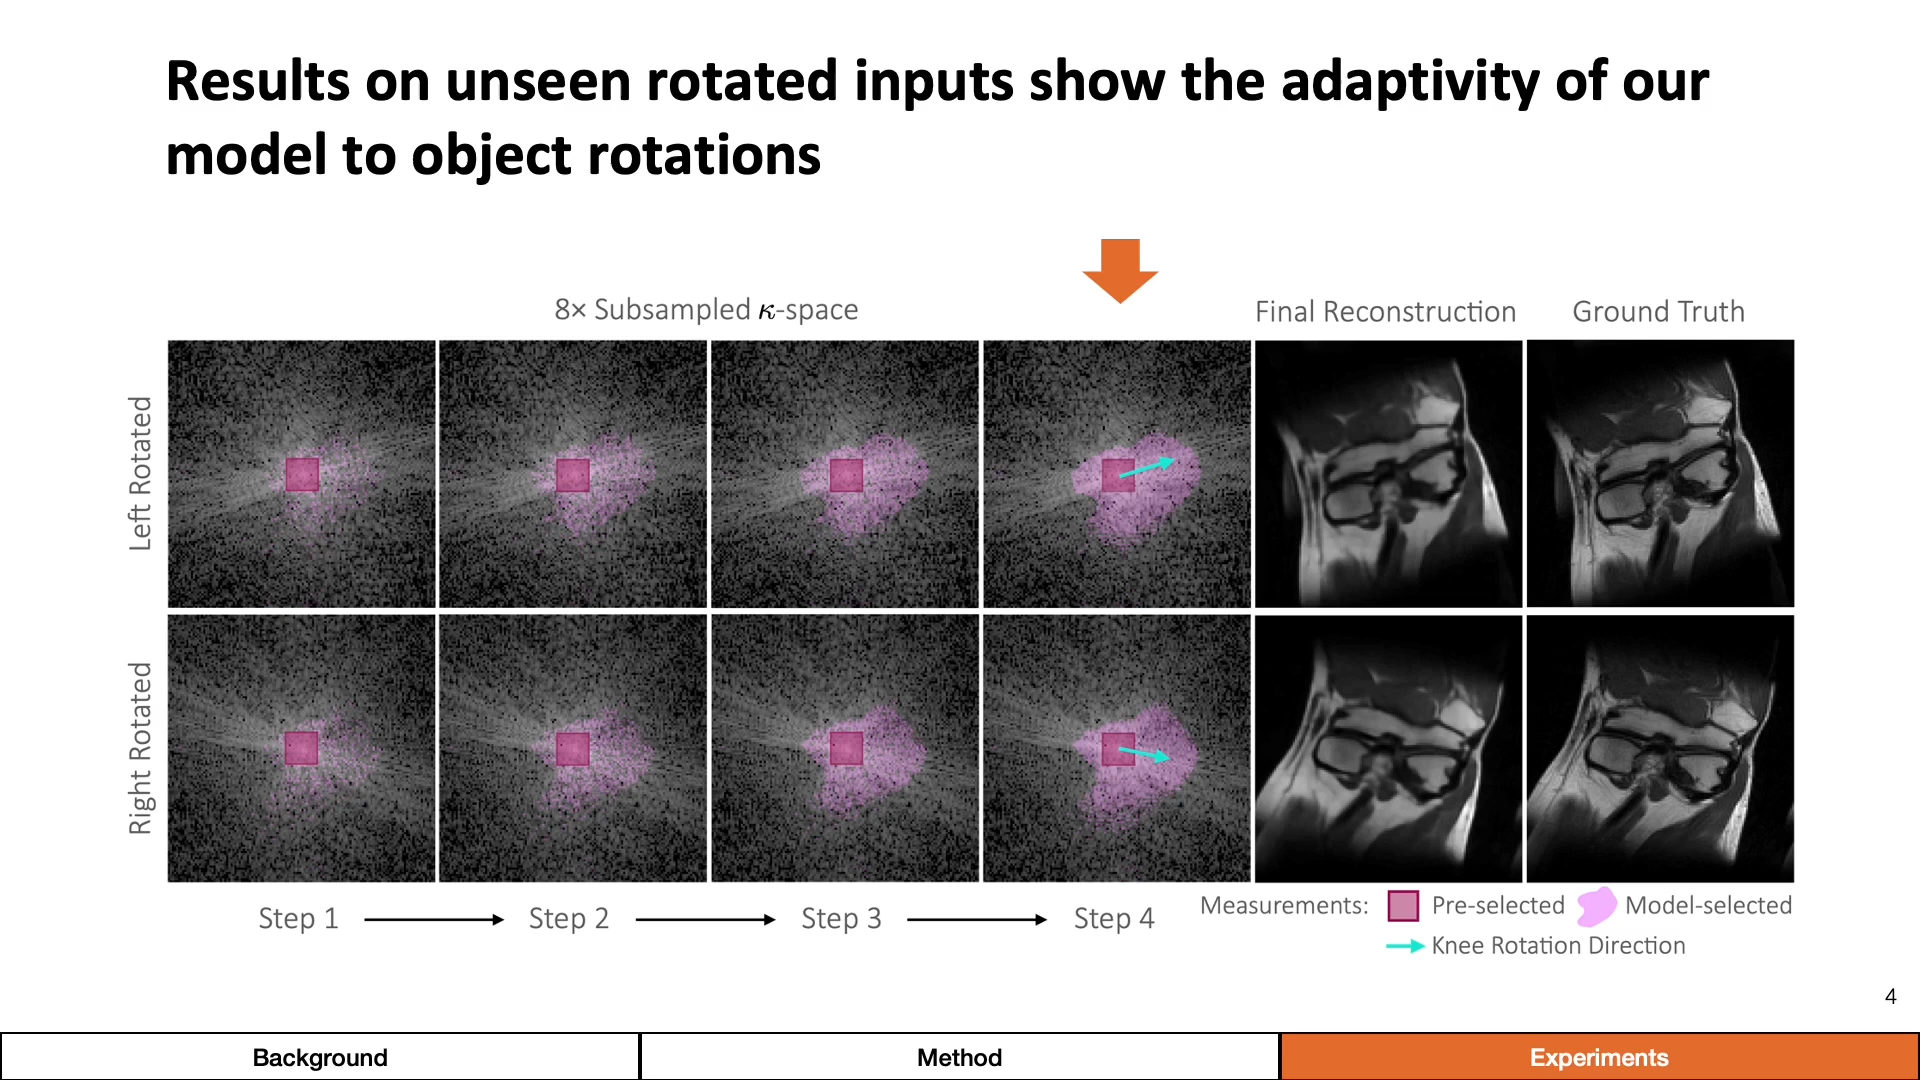 Results on unseen rotated inputs show the adaptivity of our
model to object rotations
8× Subsampled κ-space
Final Reconstruction
Ground Truth
Left Rotated
Right Rotated
Step 1
Step 2
Step 3
Step 4
Measurements:
Pre-selected
Model-selected
Knee Rotation Direction
4
Background
Method
Experiments